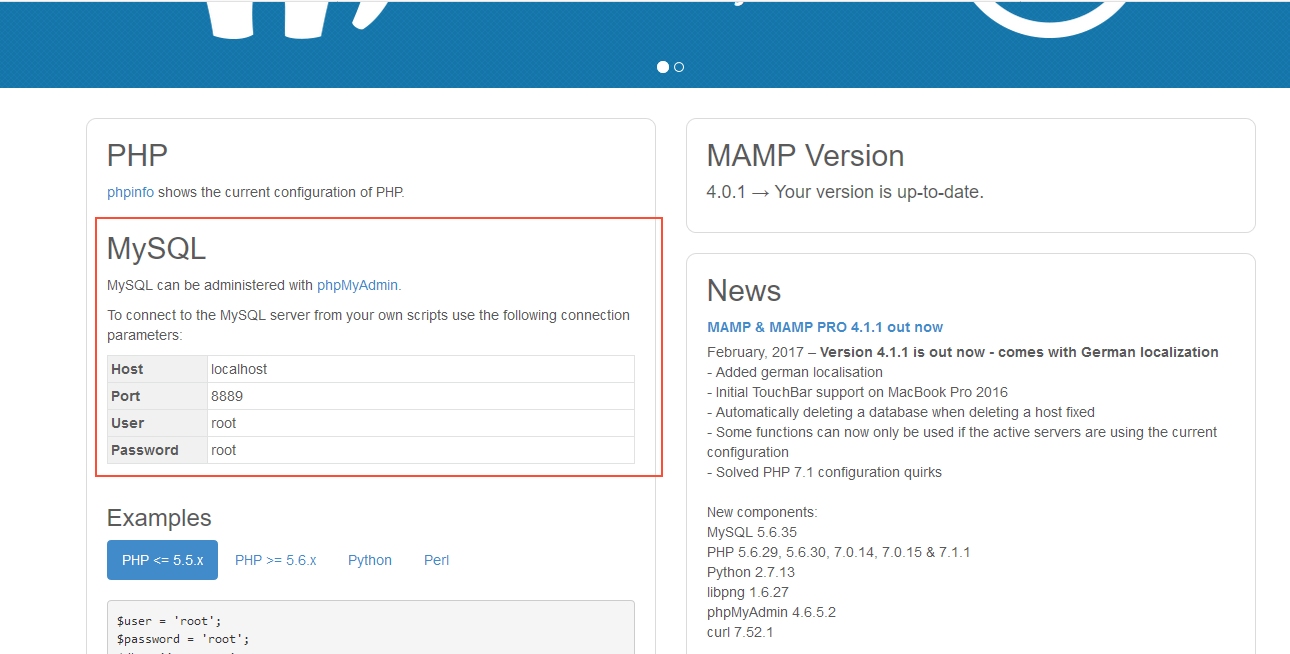 PHP
phpinfo shows the current configuration of PHP.
MySQL
MySQL can be administered with phpMyAdmin.
To connect to the MySQL server from your own scripts use the following connection
parameters:
Host localhost
Port 8889
User root
Password root
Examples
PHP <= 5.5.x PHP >= 5.6.x Python Perl
$user = 'root';
$password = 'root';
MAMP Version
4.0.1 → Your version is up-to-date.
News
MAMP & MAMP PRO 4.1.1 out now
February, 2017 – Version 4.1.1 is out now - comes with German localization
- Added german localisation
- Initial TouchBar support on MacBook Pro 2016
- Automatically deleting a database when deleting a host fixed
- Some functions can now only be used if the active servers are using the current
configuration
- Solved PHP 7.1 configuration quirks
New components:
MySQL 5.6.35
PHP 5.6.29, 5.6.30, 7.0.14, 7.0.15 & 7.1.1
Python 2.7.13
libpng 1.6.27
phpMyAdmin 4.6.5.2
curl 7.52.1